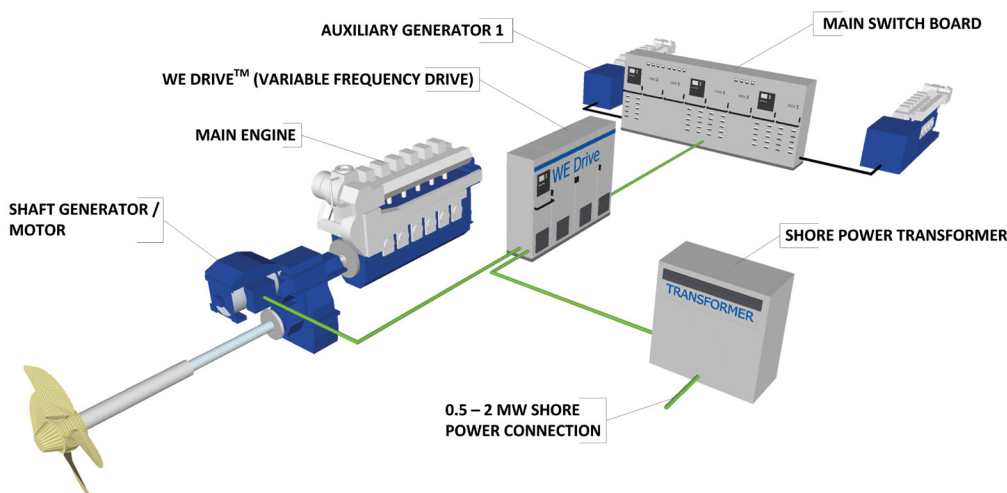 AUXILIARY GENERATOR 1
MAIN SWITCH BOARD
WE DRIVE™ (VARIABLE FREQUENCY DRIVE)
MAIN ENGINE
WE Drive
SHAFT GENERATOR /
MOTOR
SHORE POWER TRANSFORMER
TRANSFORMER
0.5 – 2 MW SHORE
POWER CONNECTION